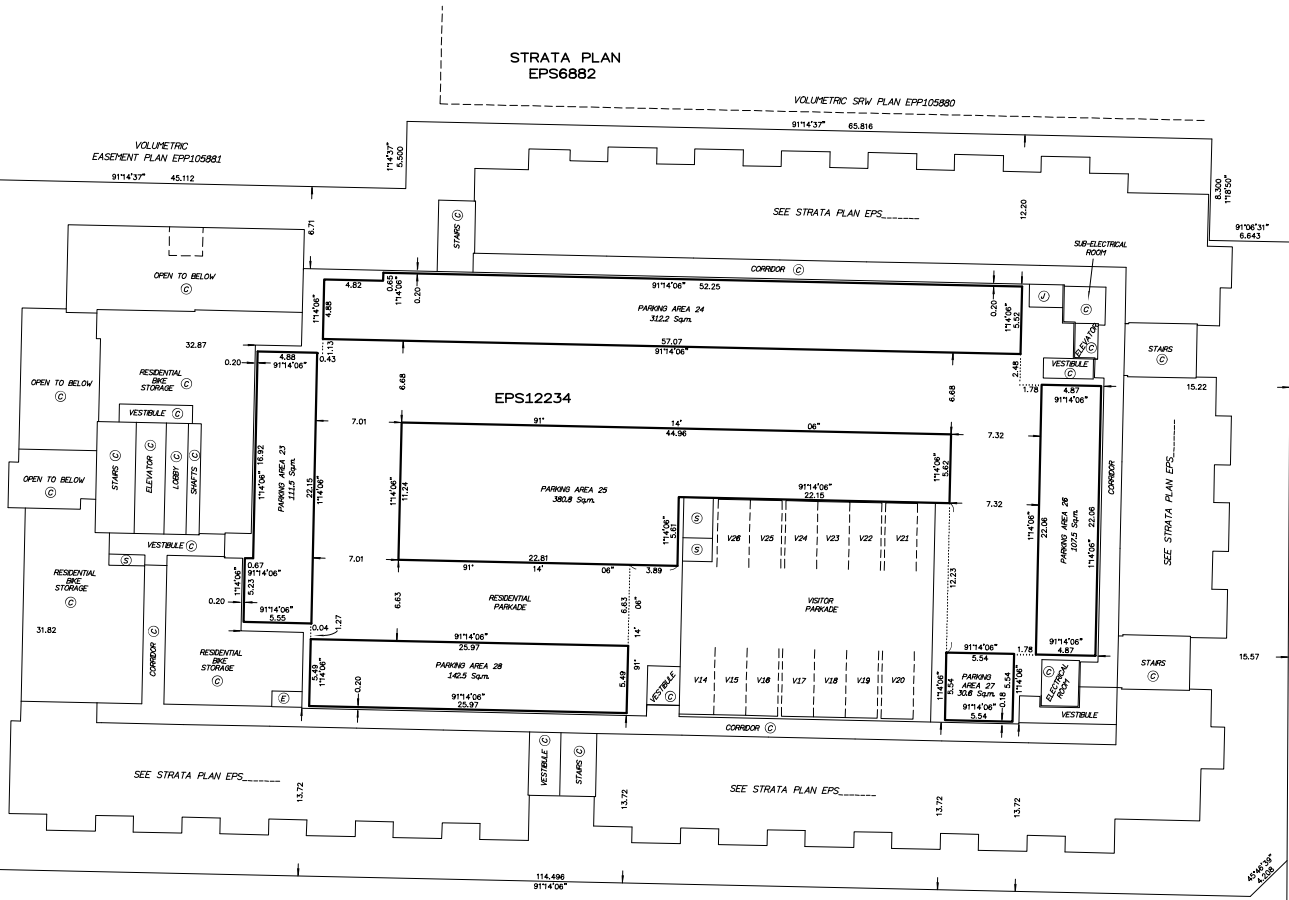 STRATA PLAN
EPS6882
VOLUMETRIC SRW PLAN EPP105880
91°14'37" 65.816
VOLUMETRIC
EASEMENT PLAN EPP105881
91°14'37" 45.112
1°14'37"
5.500
8.300
1°18'50"
91°06'31"
6.643
6.71
STAIRS Ⓒ
SEE STRATA PLAN EPS_______
12.20
SUB-ELECTRICAL
ROOM
CORRIDOR Ⓒ
OPEN TO BELOW
Ⓒ
4.82
0.65
1°14'06"
0.20
91°14'06" 52.25
0.20
1°14'06"
5.52
Ⓙ
Ⓒ
1°14'06"
4.88
PARKING AREA 24
312.2 Sq.m.
ELEVATOR
Ⓒ
STAIRS
Ⓒ
57.07
91°14'06"
1.13
0.43
32.87
0.20
4.88
91°14'06"
VESTIBULE
Ⓒ
2.48
1.78
4.87
91°14'06"
15.22
OPEN TO BELOW
Ⓒ
RESIDENTIAL
BIKE
STORAGE
Ⓒ
6.68
6.68
EPS12234
VESTIBULE Ⓒ
7.01
91° 14' 06"
44.96
7.32
STAIRS Ⓒ
ELEVATOR Ⓒ
LOBBY Ⓒ
SHAFTS Ⓒ
1°14'06" 16.92
PARKING AREA 23
111.5 Sq.m.
22.15
1°14'06"
1°14'06"
11.24
1°14'06"
5.62
CORRIDOR
SEE STRATA PLAN EPS_______
OPEN TO BELOW
Ⓒ
PARKING AREA 25
380.8 Sq.m.
91°14'06"
22.15
7.32
1°14'06"
22.06
PARKING AREA 26
107.5 Sq.m.
1°14'06" 22.06
1°14'06"
5.61
Ⓢ
Ⓢ
V26 V25 V24 V23 V22 V21
VESTIBULE Ⓒ
Ⓢ
7.01
22.81
91° 14' 06"
3.89
RESIDENTIAL
BIKE
STORAGE
Ⓒ
0.67
91°14'06"
1°14'06"
5.23
0.20
91°14'06"
5.55
0.04
1.27
6.63
RESIDENTIAL
PARKADE
6.63
91° 14' 06"
VISITOR
PARKADE
12.23
31.82
CORRIDOR Ⓒ
RESIDENTIAL
BIKE
STORAGE
Ⓒ
Ⓔ
91°14'06"
25.97
5.49
1°14'06"
PARKING AREA 28
142.5 Sq.m.
0.20
91°14'06"
25.97
5.49
VESTIBULE
Ⓒ
V14 V15 V16 V17 V18 V19 V20
91°14'06"
5.54
1°14'06"
5.54
PARKING
AREA 27
30.6 Sq.m.
5.54
1°14'06"
91°14'06"
5.54
0.18
1.78
91°14'06"
4.87
Ⓒ
ELECTRICAL
ROOM
VESTIBULE
STAIRS
Ⓒ
15.57
CORRIDOR Ⓒ
VESTIBULE Ⓒ
STAIRS Ⓒ
SEE STRATA PLAN EPS_______
SEE STRATA PLAN EPS_______
13.72
13.72
13.72
13.72
114.496
91°14'06"
45°46'39"
4.208